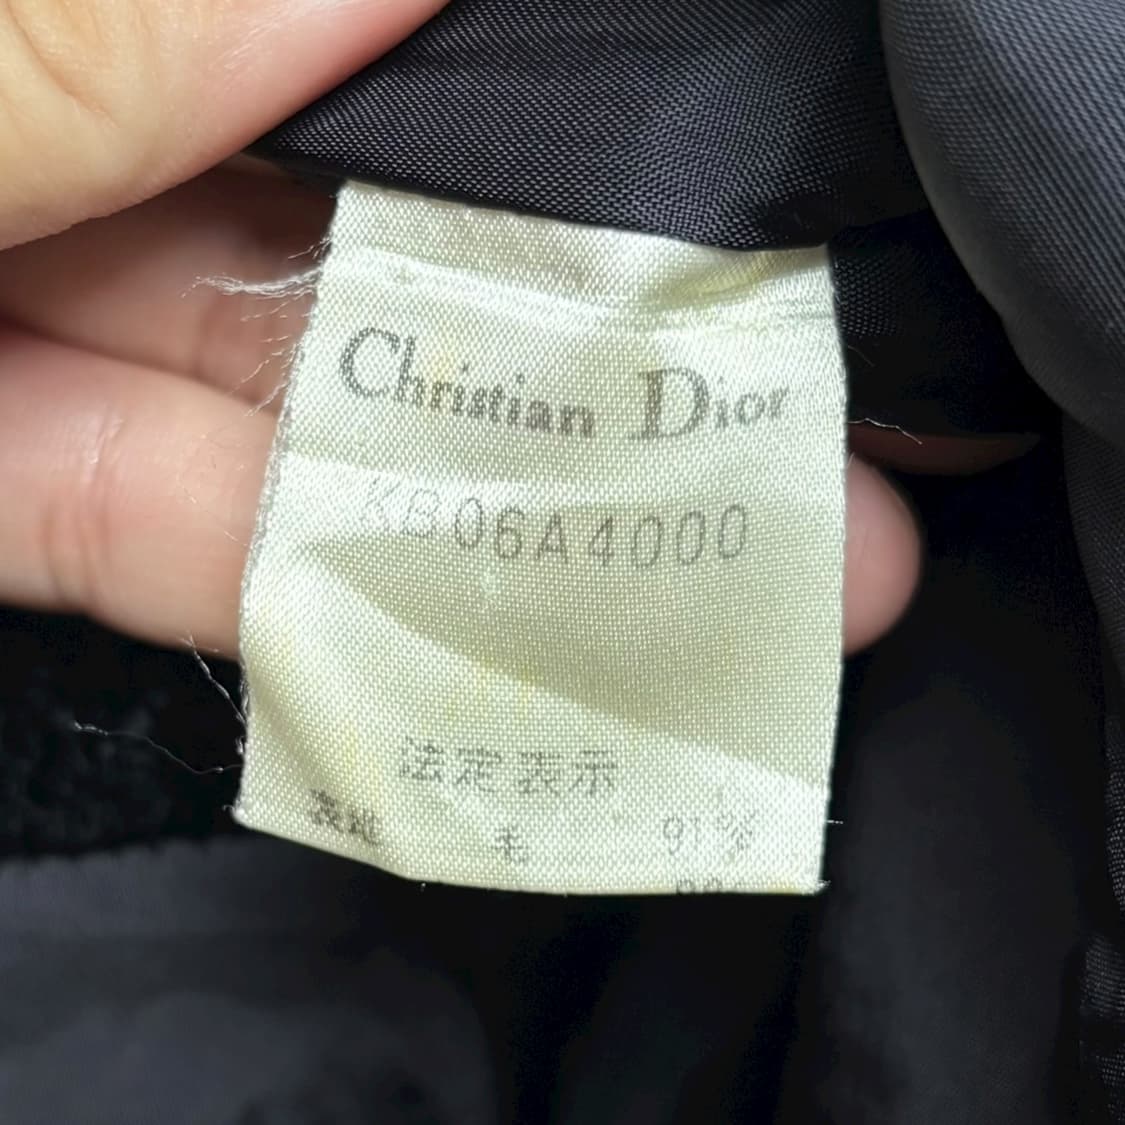 Christian Dior
KB06A4000
法定表示
表地 毛 91%